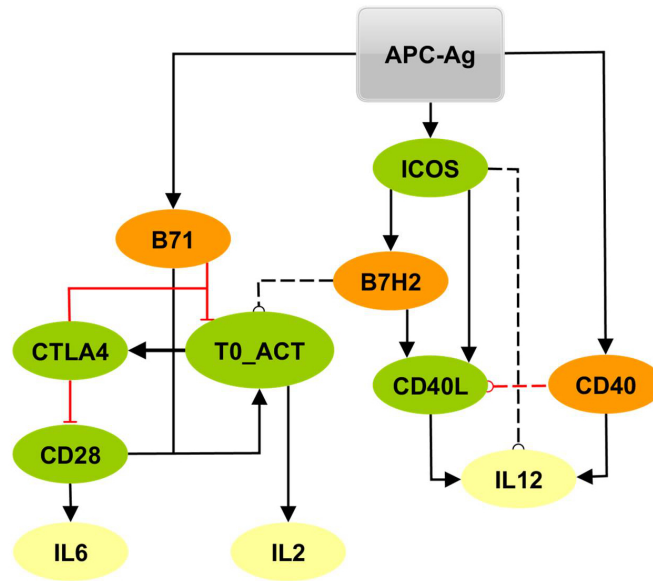 APC-Ag
ICOS
B71
B7H2
CTLA4
T0_ACT
CD40L
CD40
CD28
IL12
IL6
IL2